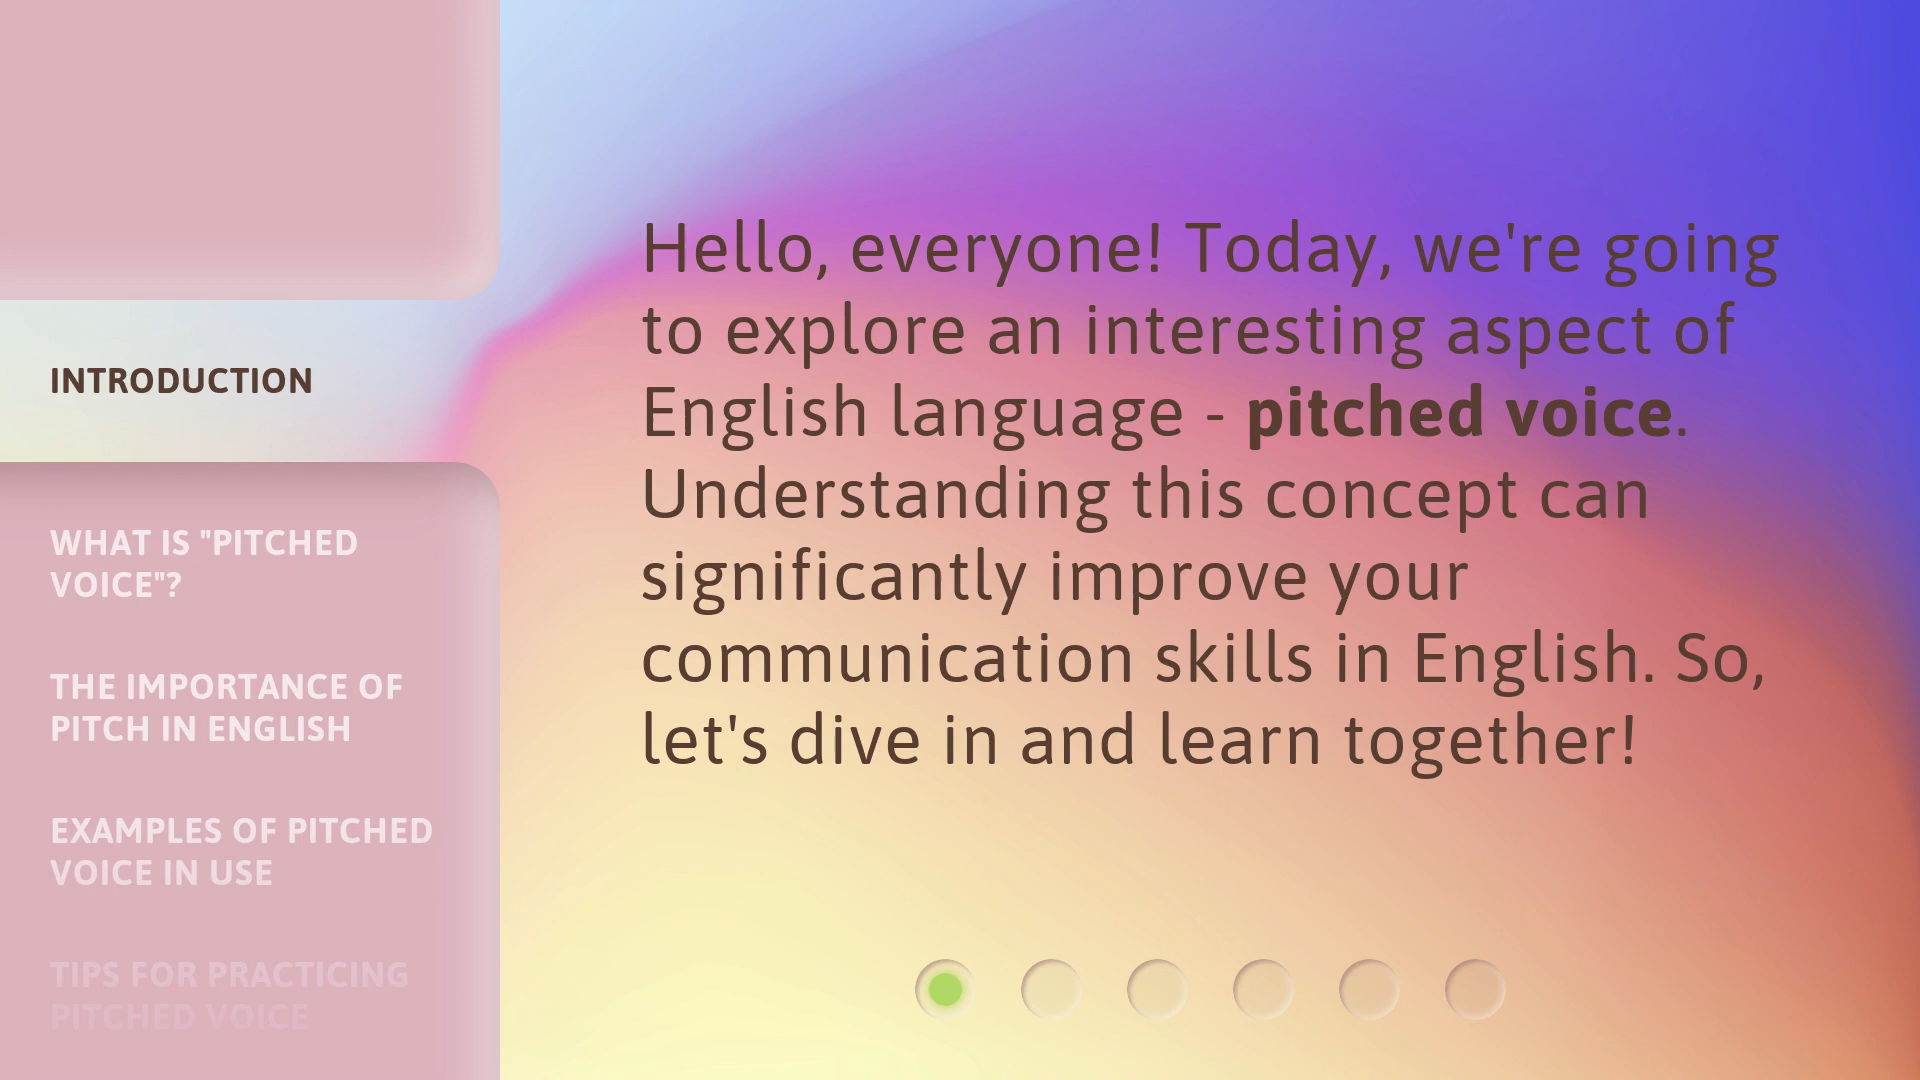 INTRODUCTION
WHAT IS "PITCHED
VOICE"?
THE IMPORTANCE OF
PITCH IN ENGLISH
EXAMPLES OF PITCHED
VOICE IN USE
TIPS FOR PRACTICING
PITCHED VOICE
Hello, everyone! Today, we're going
to explore an interesting aspect of
English language - pitched voice.
Understanding this concept can
significantly improve your
communication skills in English. So,
let's dive in and learn together!